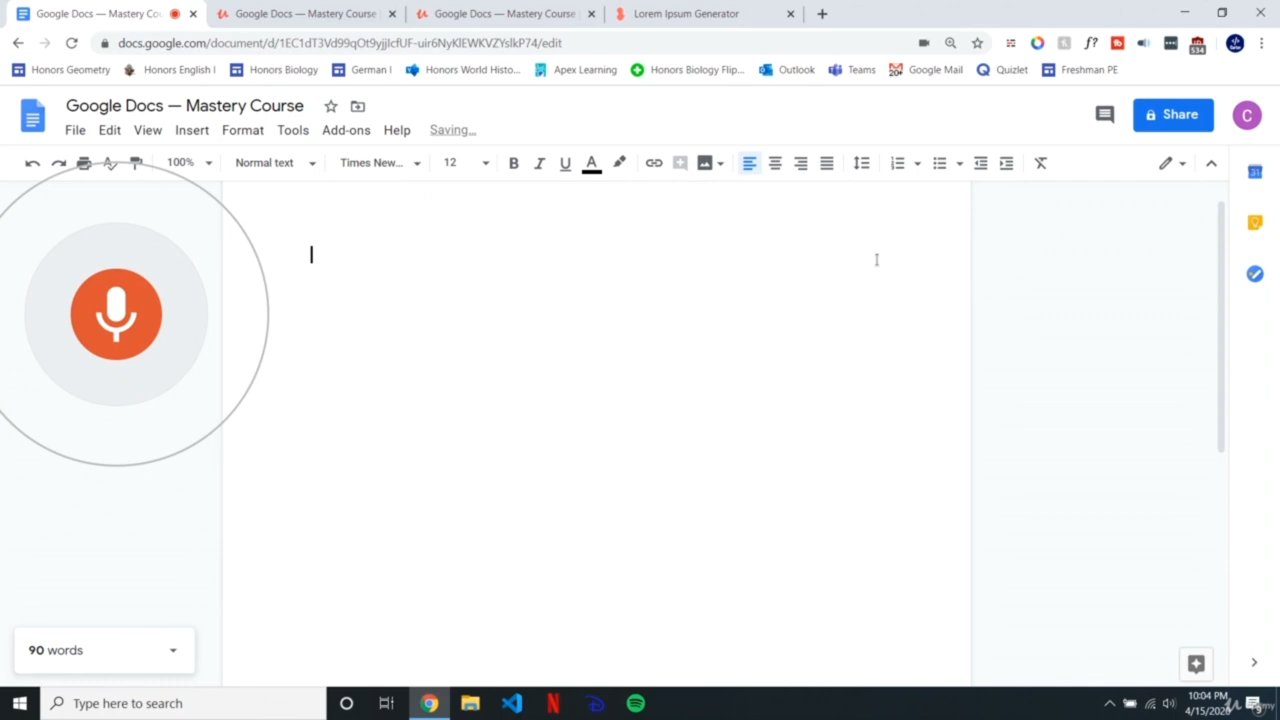 Google Docs — Mastery Co
Google Docs — Mastery Course
Google Docs — Mastery Course
Lorem Ipsum Generator
docs.google.com/document/d/1EC1dT3Vd99qOt9yjjIcfUF-uir6NyKlEWKVZYslkP74/edit
f?
534
Honors Geometry
Honors English I
Honors Biology
German I
Honors World Histo...
Apex Learning
Honors Biology Flip...
Outlook
Teams
Google Mail
Quizlet
Freshman PE
Google Docs — Mastery Course
Share
C
File Edit View Insert Format Tools Add-ons Help Saving...
100% Normal text Times New... 12 B I U A
31
90 words
Type here to search
10:04 PM
4/15/2020